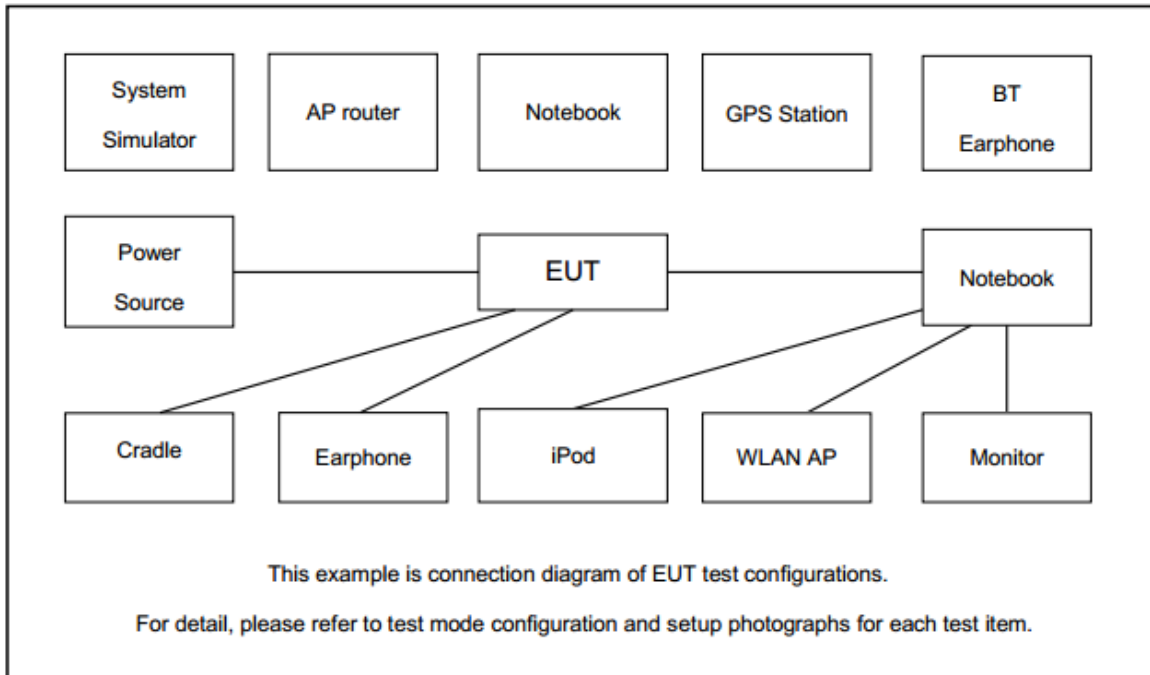 System
Simulator
AP router
Notebook
GPS Station
BT
Earphone
Power
Source
EUT
Notebook
Cradle
Earphone
iPod
WLAN AP
Monitor
This example is connection diagram of EUT test configurations.
For detail, please refer to test mode configuration and setup photographs for each test item.